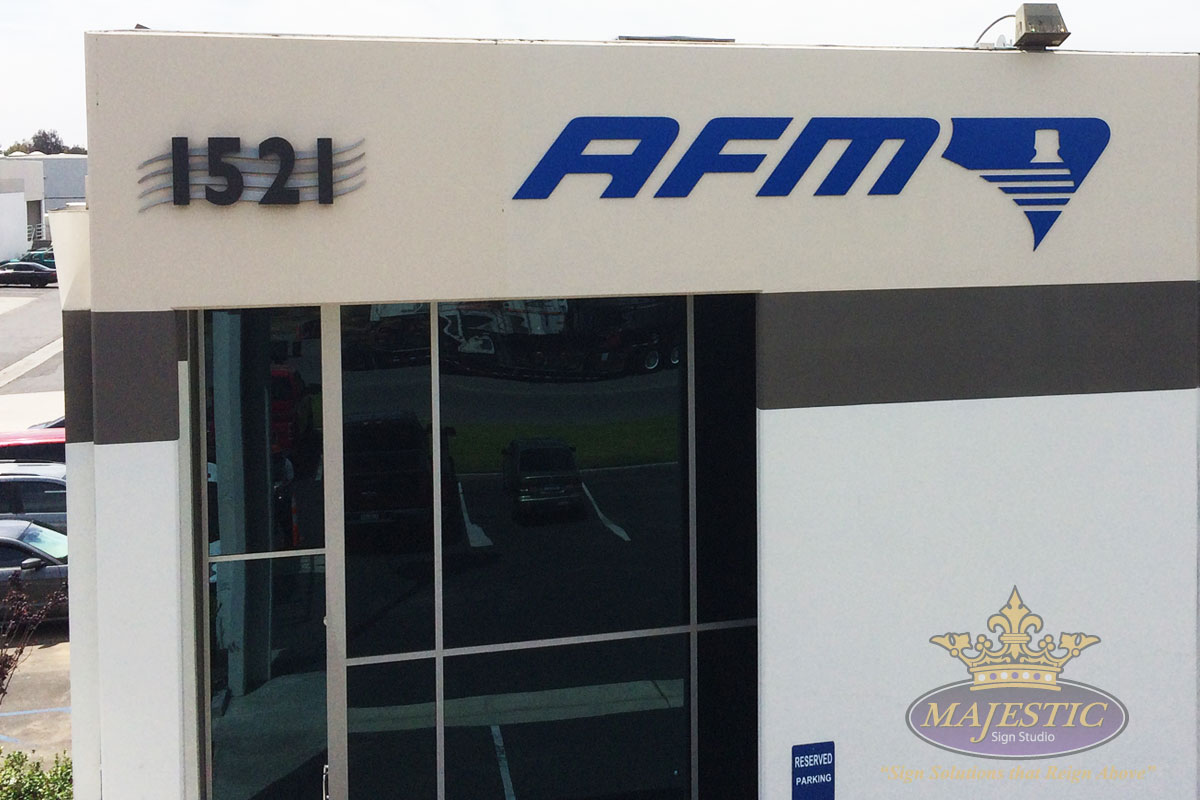 1521
AFM
RESERVED
PARKING
MAJESTIC
Sign Studio
"Sign Solutions that Reign Above"